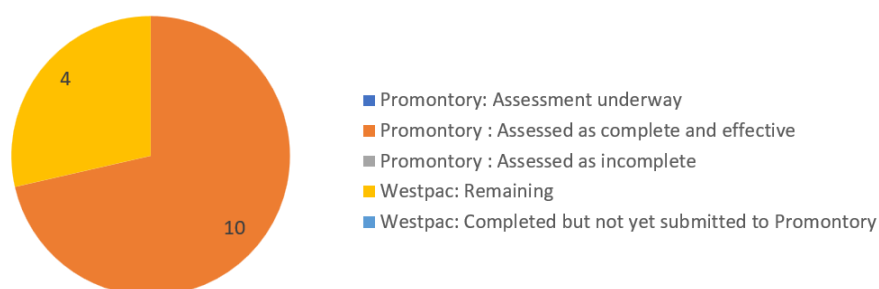 4
10
Promontory: Assessment underway
Promontory : Assessed as complete and effective
Promontory : Assessed as incomplete
Westpac: Remaining
Westpac: Completed but not yet submitted to Promontory